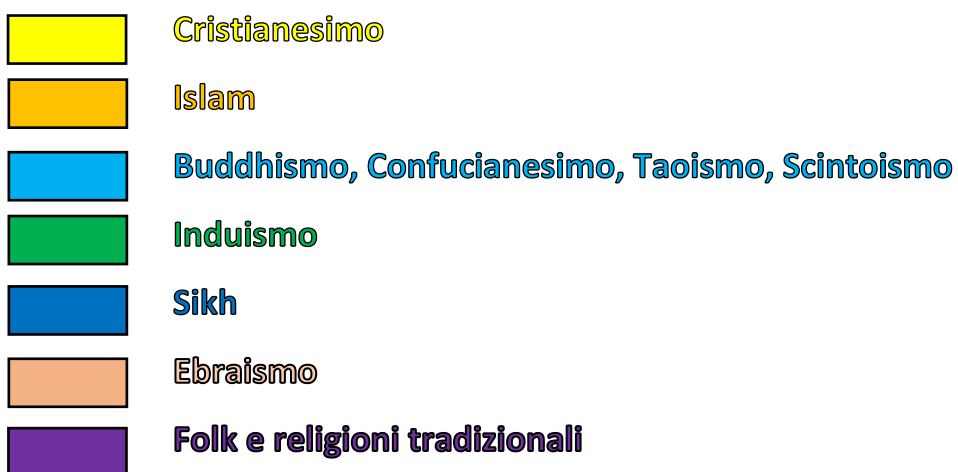 Cristianesimo
Islam
Buddhismo, Confucianesimo, Taoismo, Scintoismo
Induismo
Sikh
Ebraismo
Folk e religioni tradizionali